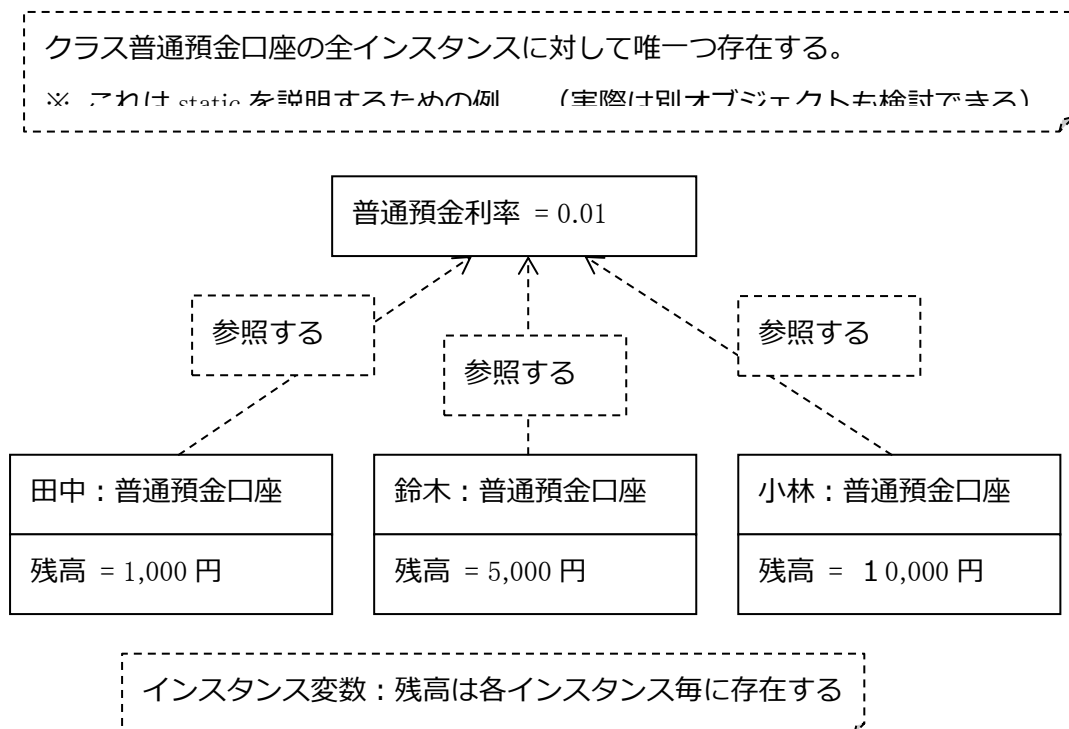 クラス普通預金口座の全インスタンスに対して唯一つ存在する。
※ これは static を説明するための例 （実際は別オブジェクトも検討できる）
普通預金利率 = 0.01
参照する
参照する
参照する
田中：普通預金口座
残高 = 1,000 円
鈴木：普通預金口座
残高 = 5,000 円
小林：普通預金口座
残高 = １0,000 円
インスタンス変数：残高は各インスタンス毎に存在する